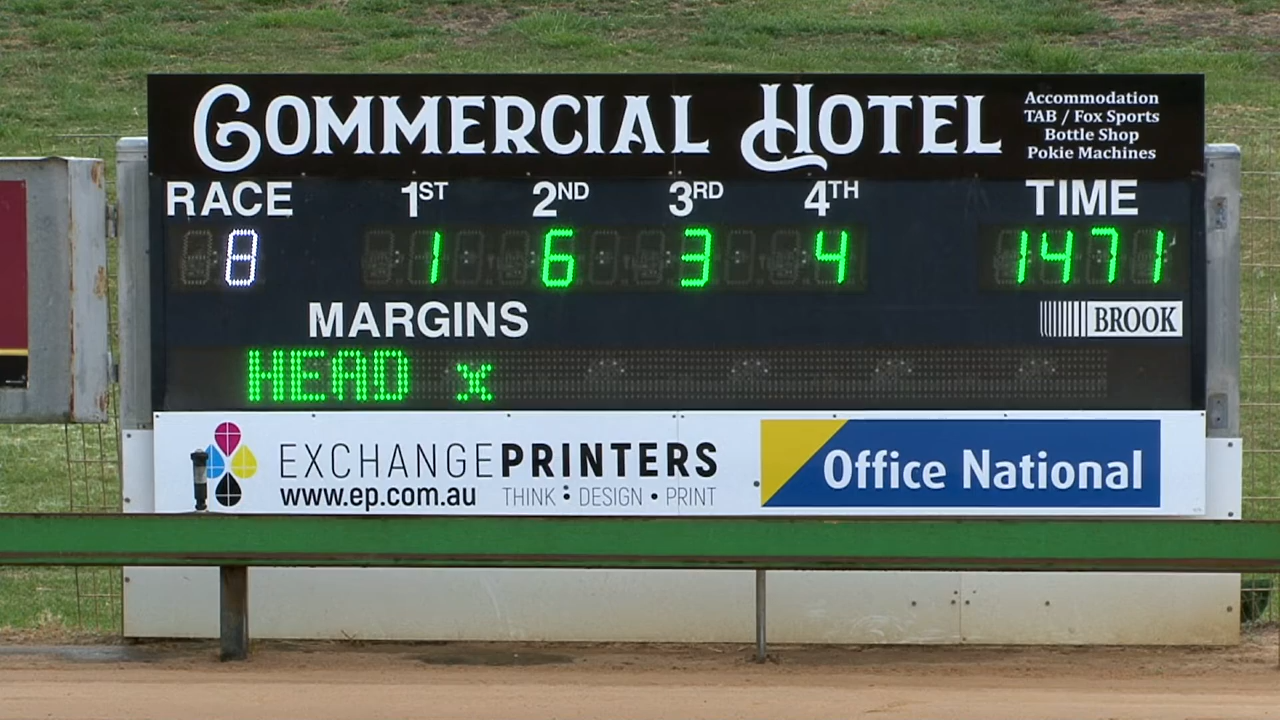 COMMERCIAL HOTEL
Accommodation
TAB / Fox Sports
Bottle Shop
Pokie Machines
RACE 1ST 2ND 3RD 4TH TIME
8 1 6 3 4 1471
MARGINS
BROOK
HEAD x
EXCHANGEPRINTERS
www.ep.com.au THINK : DESIGN • PRINT
Office National